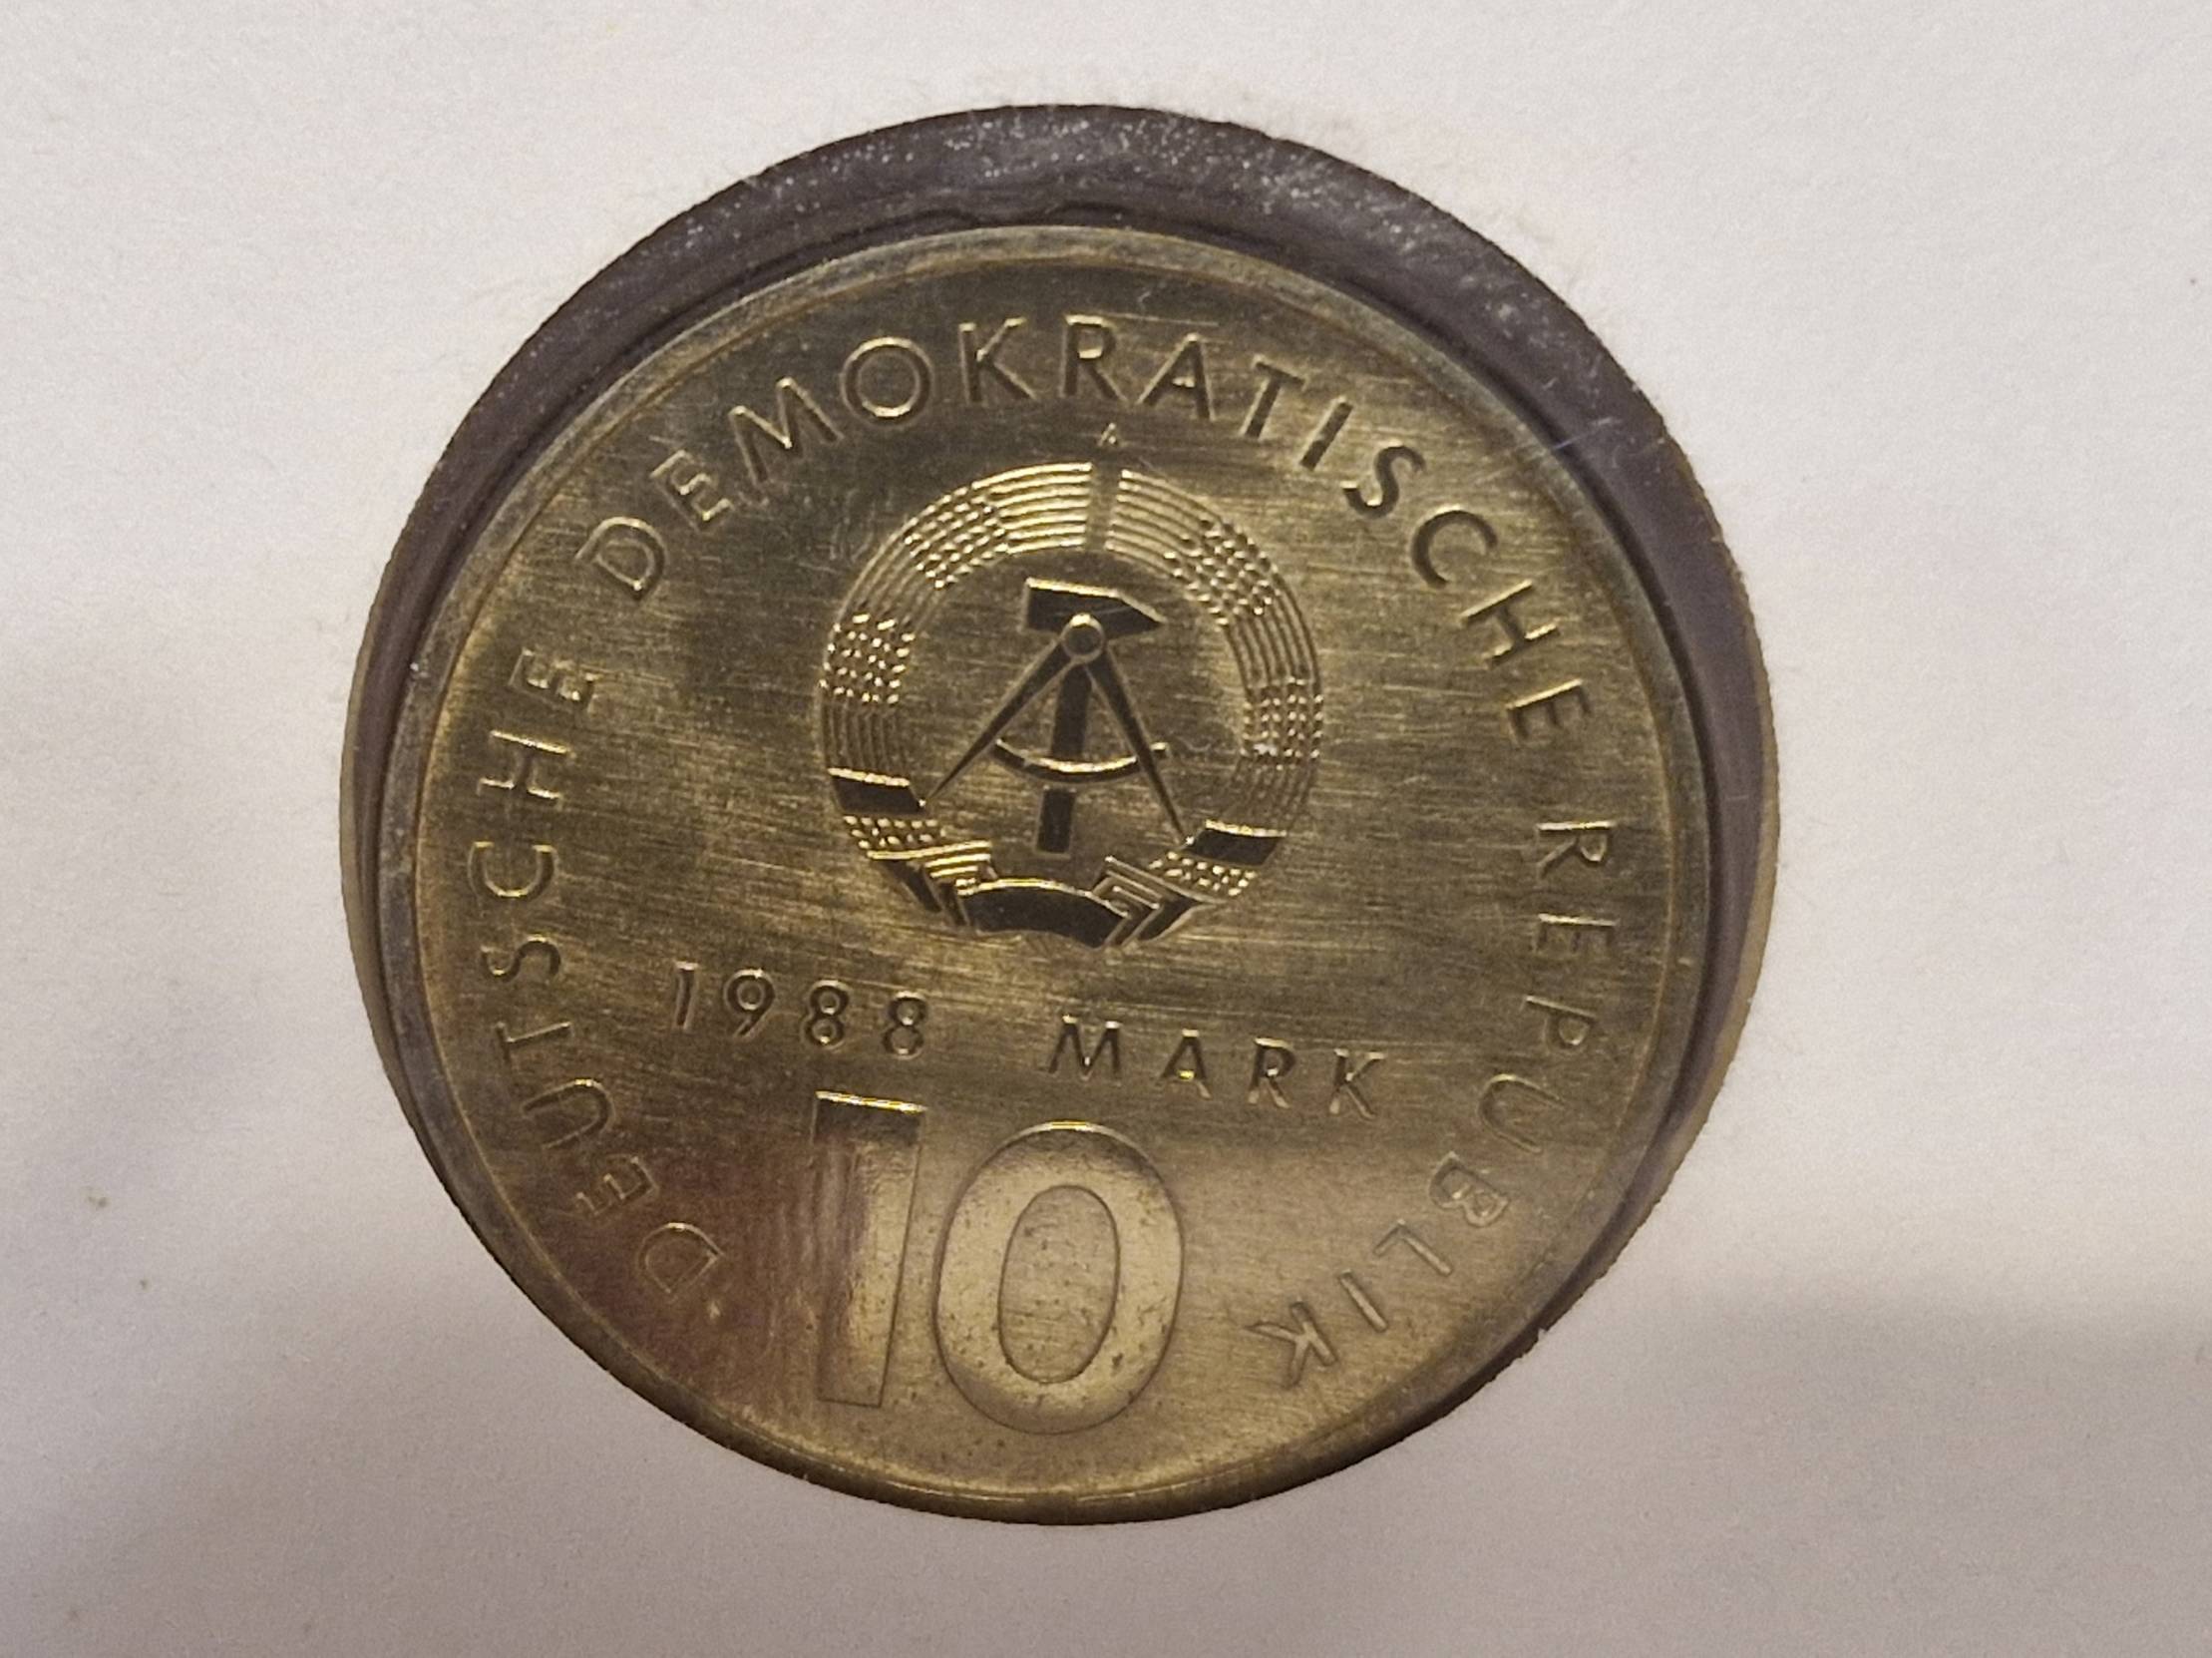 DEUTSCHE DEMOKRATISCHE REPUBLIK
A
1988 MARK
10